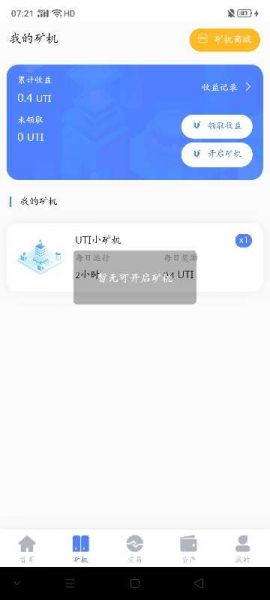 07:21 HD
我的矿机
矿机商城
累计收益
0.4 UTI
收益记录
未领取
0 UTI
领取收益
开启矿机
我的矿机
UTI小矿机
x1
每日运行
每日奖励
2小时
UTI
暂无可开启矿机
首页
矿机
交易
资产
我的